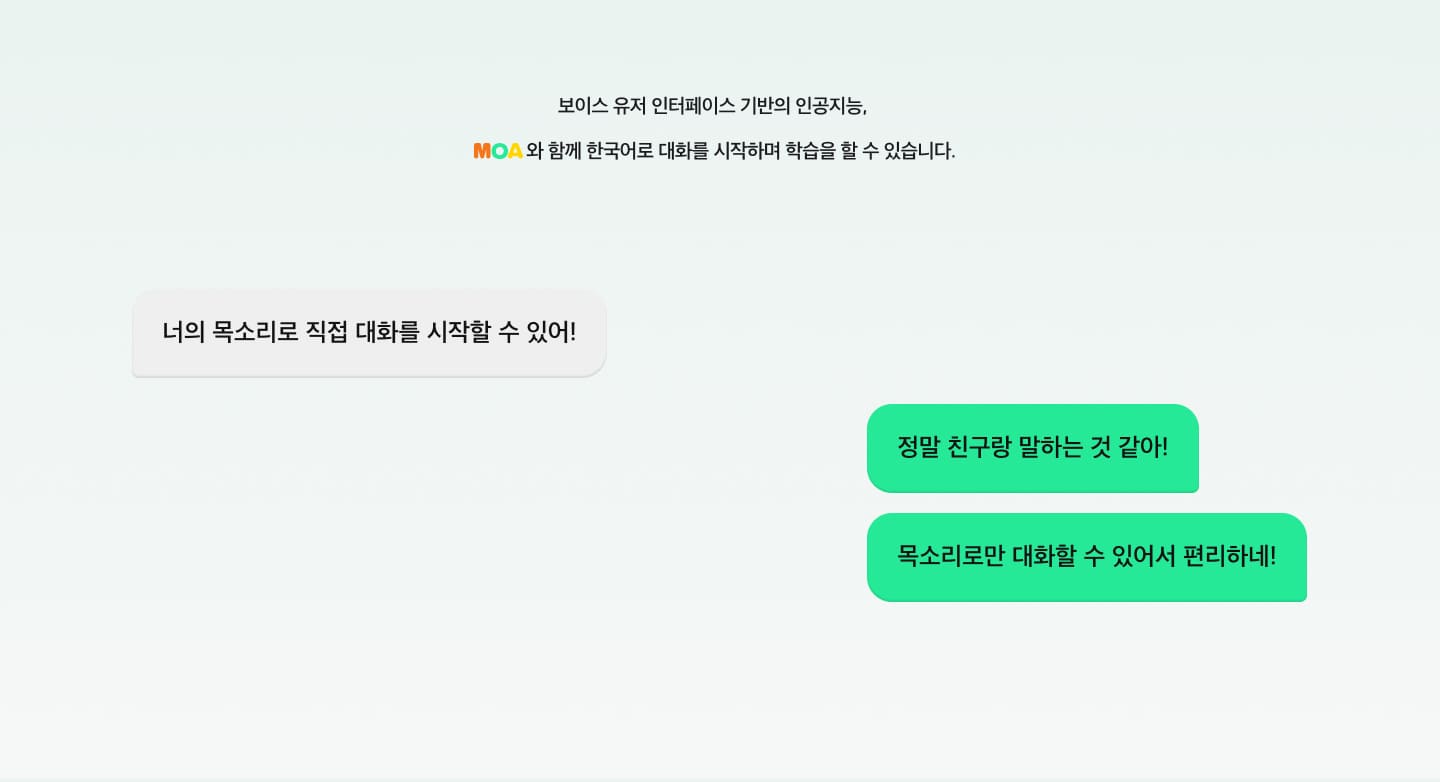 보이스 유저 인터페이스 기반의 인공지능,
MOA 와 함께 한국어로 대화를 시작하며 학습을 할 수 있습니다.
너의 목소리로 직접 대화를 시작할 수 있어!
정말 친구랑 말하는 것 같아!
목소리로만 대화할 수 있어서 편리하네!